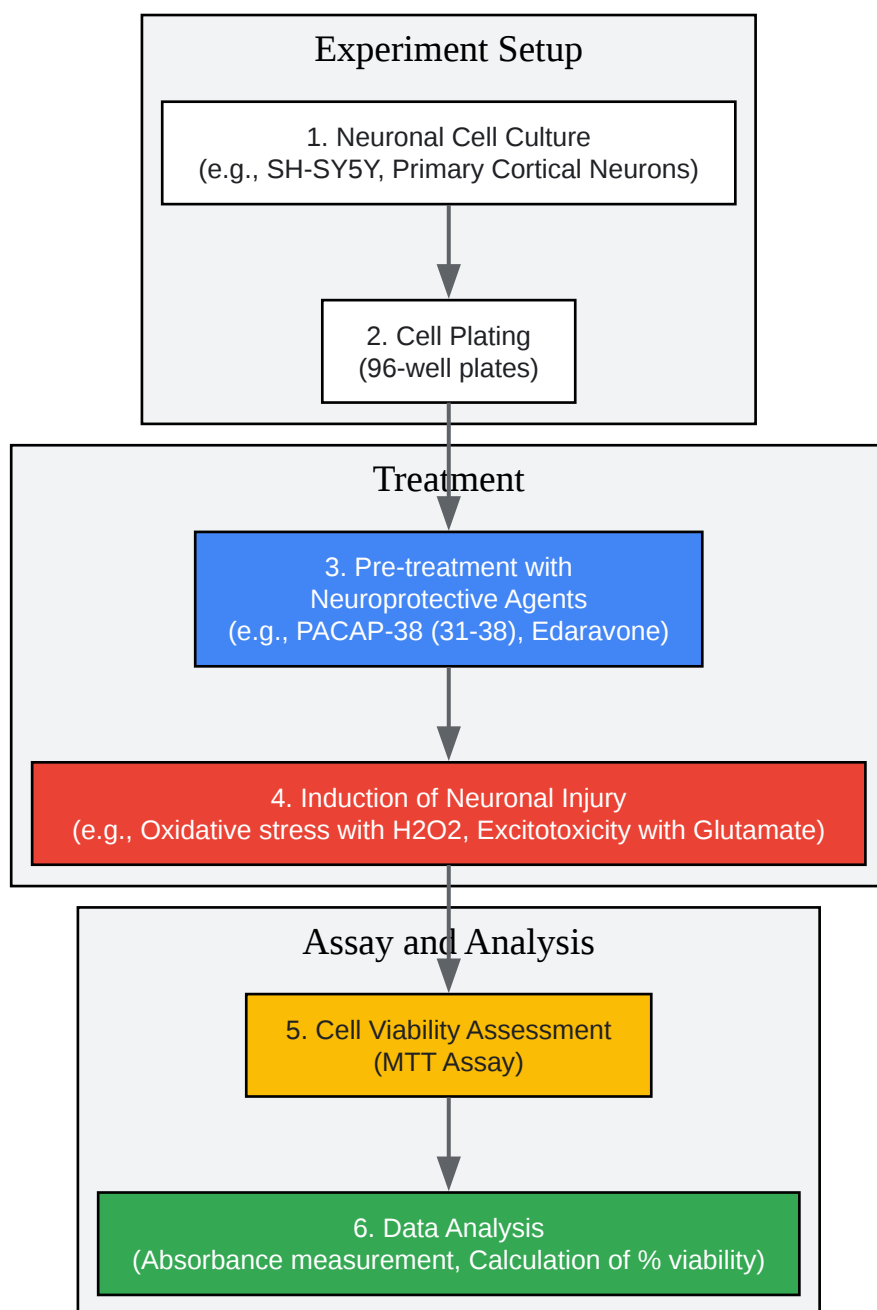 Experiment Setup
1. Neuronal Cell Culture
(e.g., SH-SY5Y, Primary Cortical Neurons)
2. Cell Plating
(96-well plates)
Treatment
3. Pre-treatment with
Neuroprotective Agents
(e.g., PACAP-38 (31-38), Edaravone)
4. Induction of Neuronal Injury
(e.g., Oxidative stress with H2O2, Excitotoxicity with Glutamate)
Assay and Analysis
5. Cell Viability Assessment
(MTT Assay)
6. Data Analysis
(Absorbance measurement, Calculation of % viability)